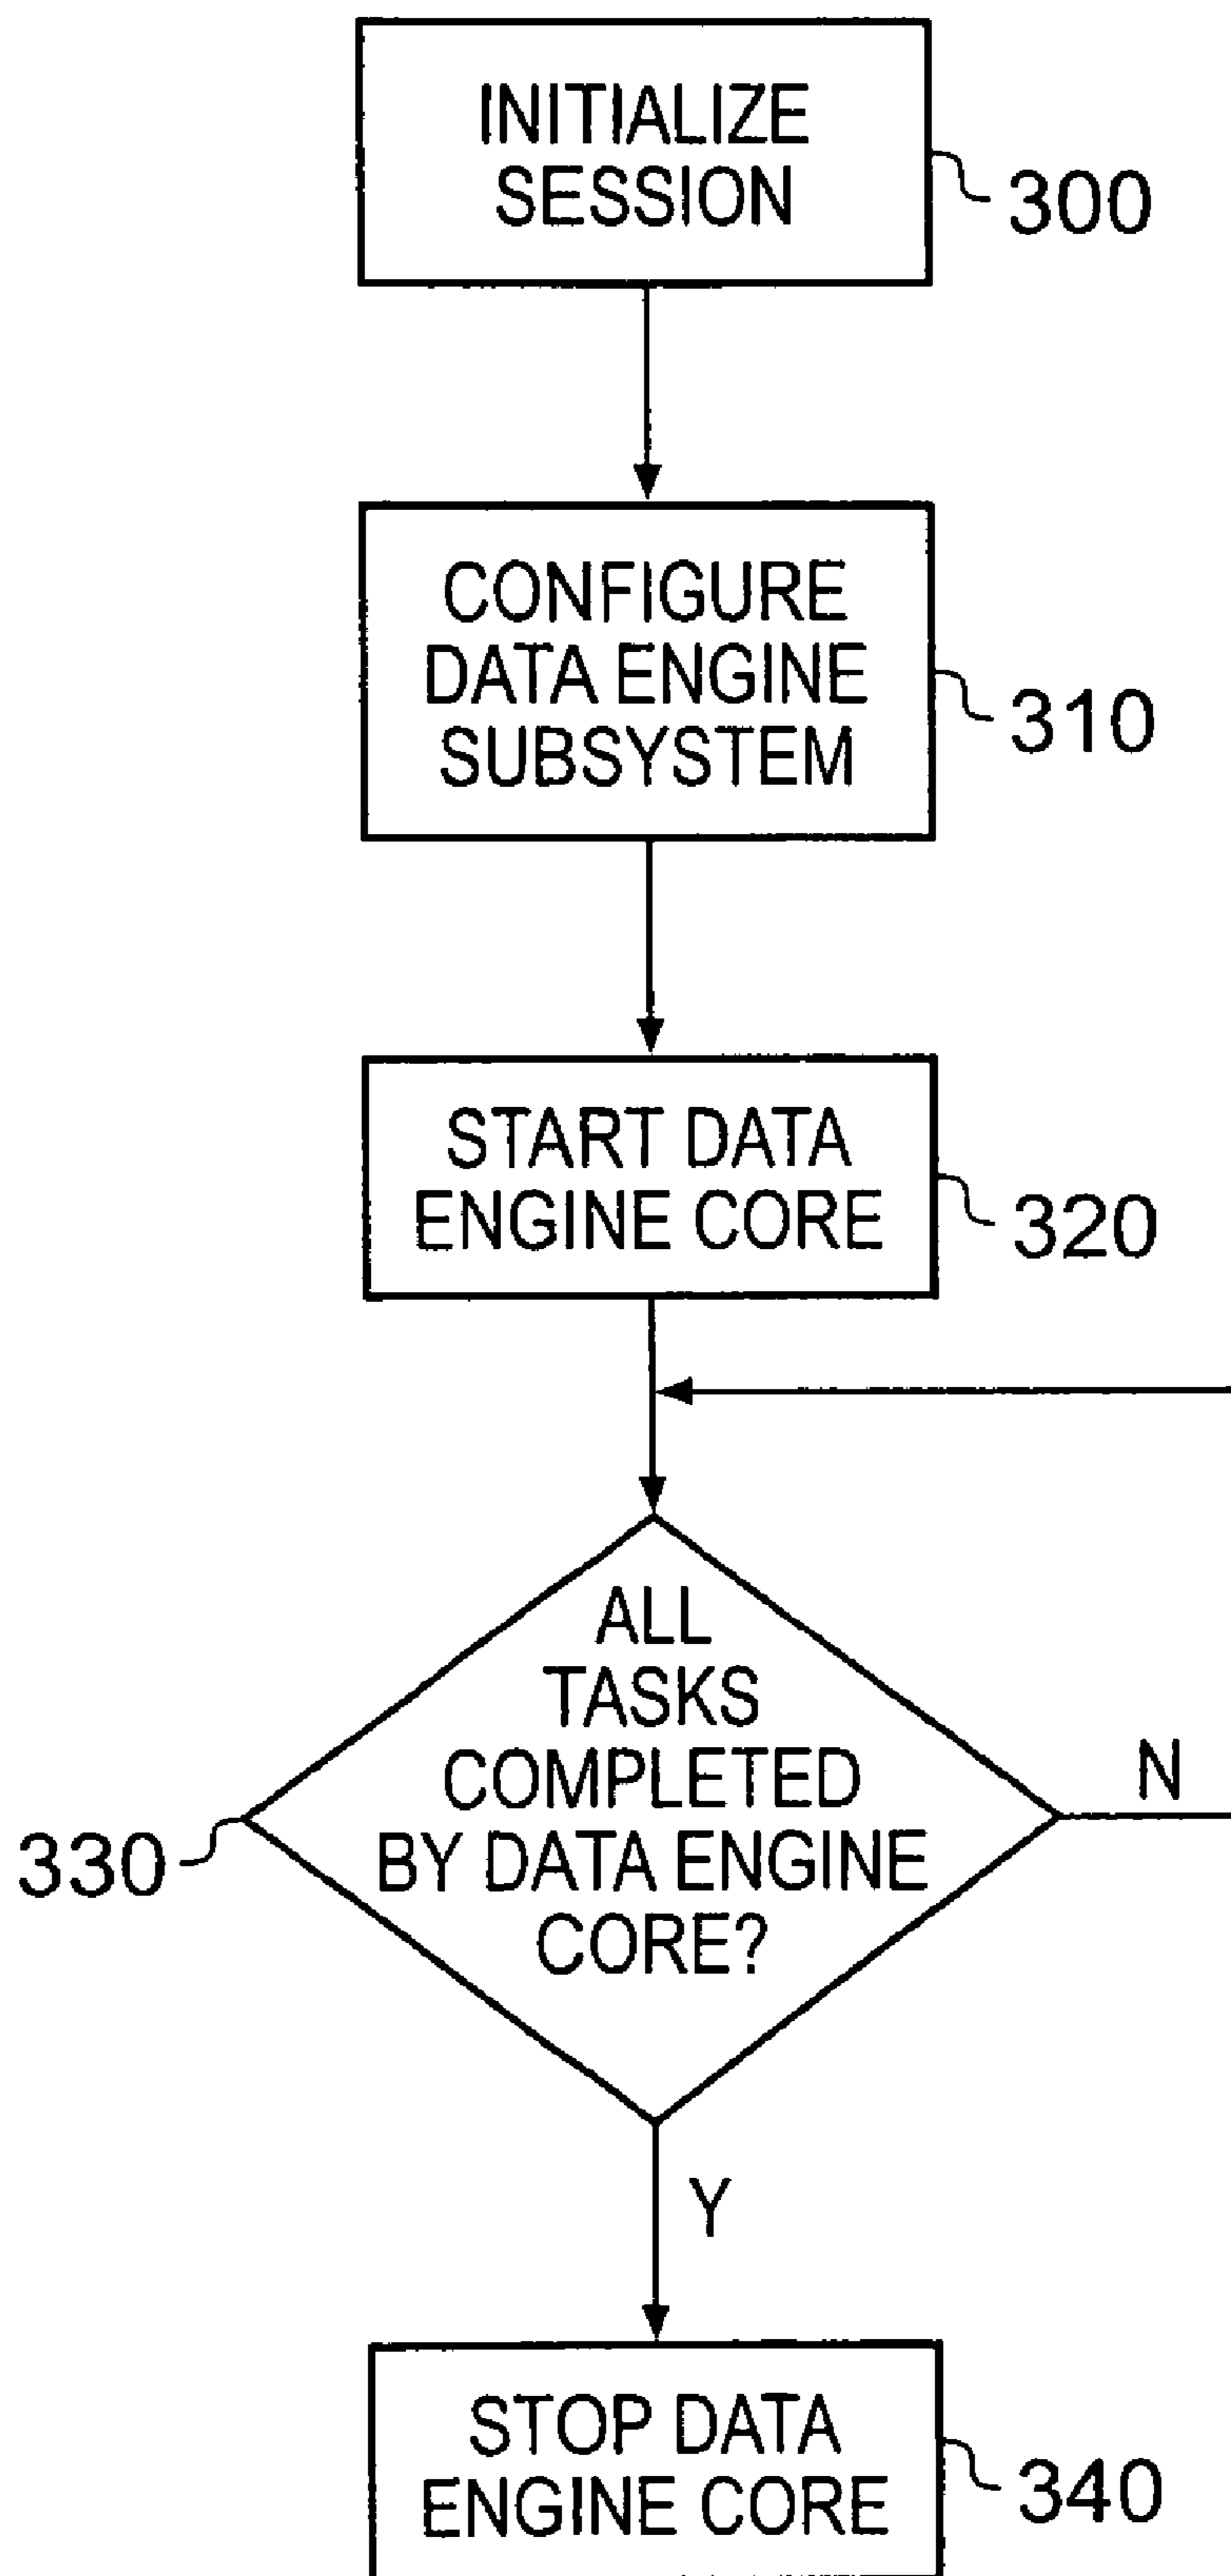 INITIALIZE
SESSION
300
CONFIGURE
DATA ENGINE
SUBSYSTEM
310
START DATA
ENGINE CORE
320
ALL
TASKS
COMPLETED
BY DATA ENGINE
CORE?
330
N
Y
STOP DATA
ENGINE CORE
340